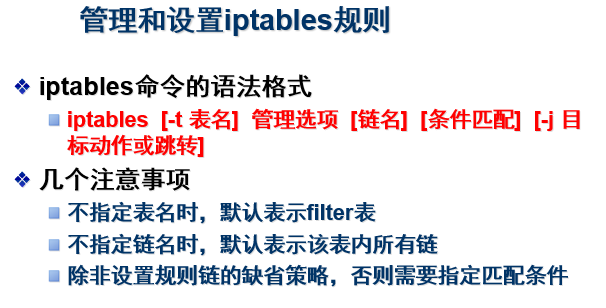 管理和设置iptables规则
iptables命令的语法格式
iptables [-t 表名] 管理选项 [链名] [条件匹配] [-j 目
标动作或跳转]
几个注意事项
不指定表名时，默认表示filter表
不指定链名时，默认表示该表内所有链
除非设置规则链的缺省策略，否则需要指定匹配条件